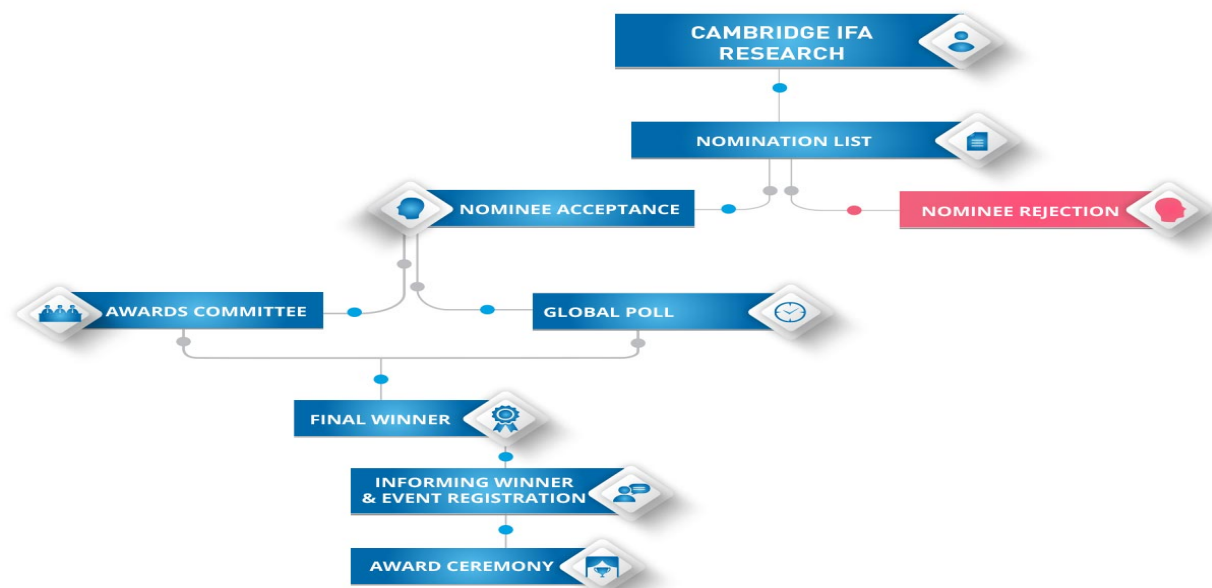 CAMBRIDGE IFA
RESEARCH
NOMINATION LIST
NOMINEE ACCEPTANCE
NOMINEE REJECTION
AWARDS COMMITTEE
GLOBAL POLL
FINAL WINNER
INFORMING WINNER
& EVENT REGISTRATION
AWARD CEREMONY